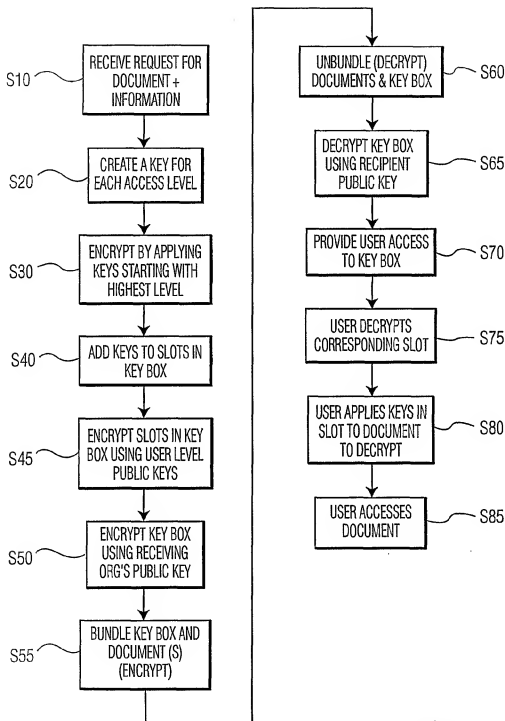 S10
RECEIVE REQUEST FOR
DOCUMENT +
INFORMATION
S20
CREATE A KEY FOR
EACH ACCESS LEVEL
S30
ENCRYPT BY APPLYING
KEYS STARTING WITH
HIGHEST LEVEL
S40
ADD KEYS TO SLOTS IN
KEY BOX
S45
ENCRYPT SLOTS IN KEY
BOX USING USER LEVEL
PUBLIC KEYS
S50
ENCRYPT KEY BOX
USING RECEIVING
ORG'S PUBLIC KEY
S55
BUNDLE KEY BOX AND
DOCUMENT (S)
(ENCRYPT)
UNBUNDLE (DECRYPT)
DOCUMENTS & KEY BOX
S60
DECRYPT KEY BOX
USING RECIPIENT
PUBLIC KEY
S65
PROVIDE USER ACCESS
TO KEY BOX
S70
USER DECRYPTS
CORRESPONDING SLOT
S75
USER APPLIES KEYS IN
SLOT TO DOCUMENT
TO DECRYPT
S80
USER ACCESSES
DOCUMENT
S85